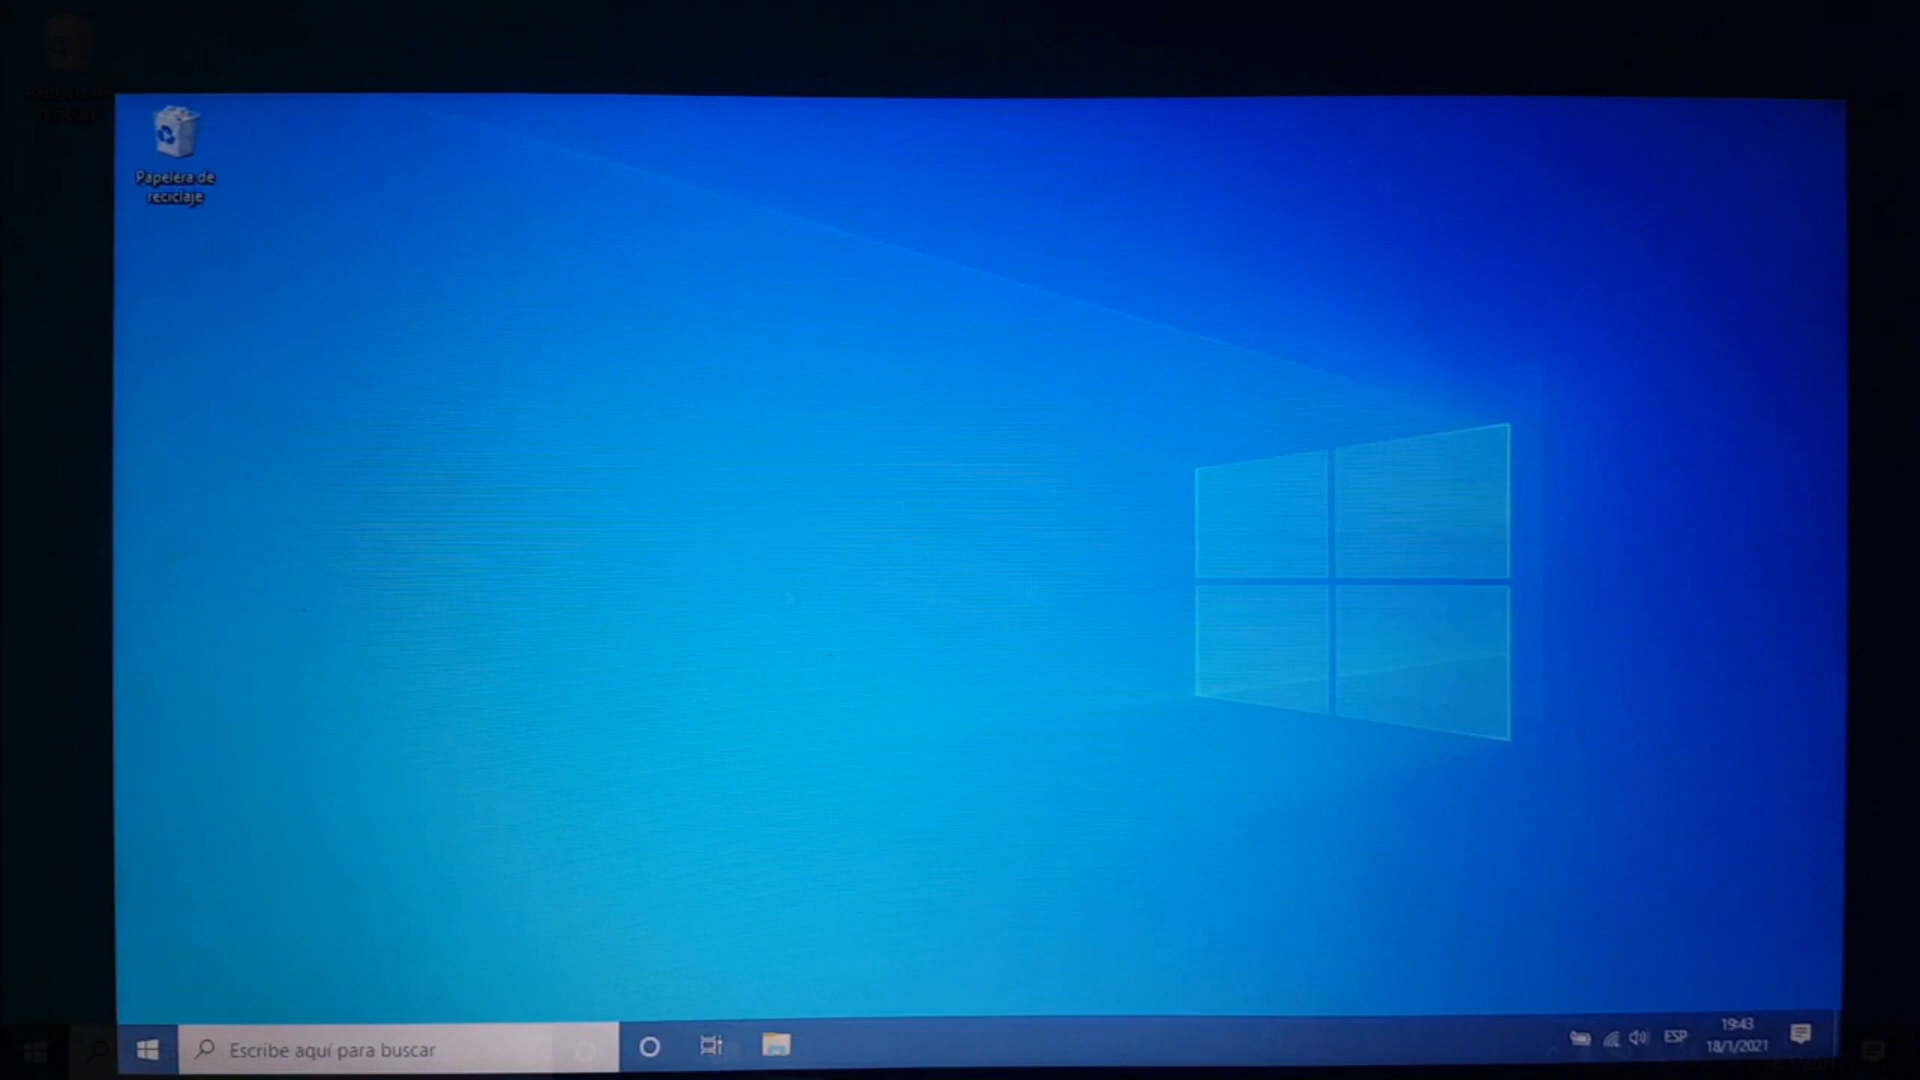 Papelera de
reciclaje
Escribe aquí para buscar
ESP
19:43
18/1/2021